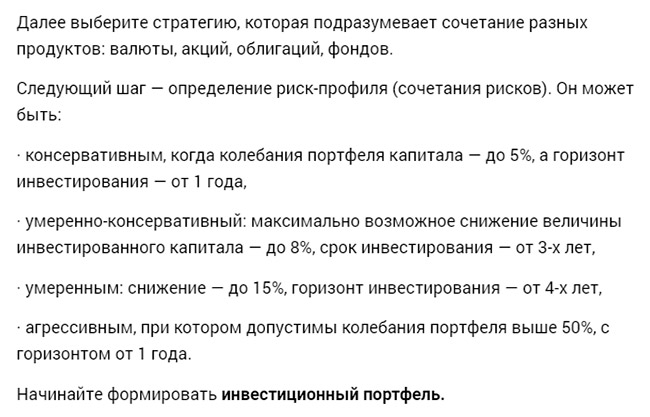 Далее выберите стратегию, которая подразумевает сочетание разных
продуктов: валюты, акций, облигаций, фондов.
Следующий шаг — определение риск-профиля (сочетания рисков). Он может
быть:
· консервативным, когда колебания портфеля капитала — до 5%, а горизонт
инвестирования — от 1 года,
· умеренно-консервативный: максимально возможное снижение величины
инвестированного капитала — до 8%, срок инвестирования — от 3-х лет,
· умеренным: снижение — до 15%, горизонт инвестирования — от 4-х лет,
· агрессивным, при котором допустимы колебания портфеля выше 50%, с
горизонтом от 1 года.
Начинайте формировать инвестиционный портфель.